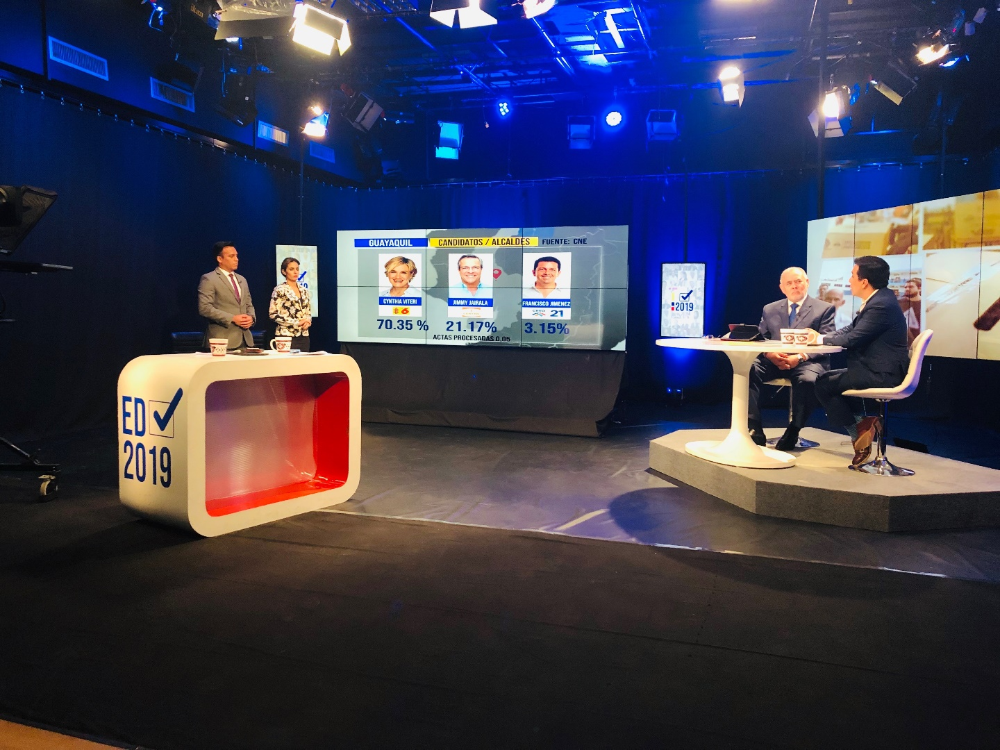 GUAYAQUIL CANDIDATOS / ALCALDES FUENTE: CNE
CYNTHIA VITERI JIMMY JAIRALA FRANCISCO JIMENEZ
6 CREO 21
70.35 % 21.17% 3.15%
ACTAS PROCESADAS 0,05
2019
ED
2019